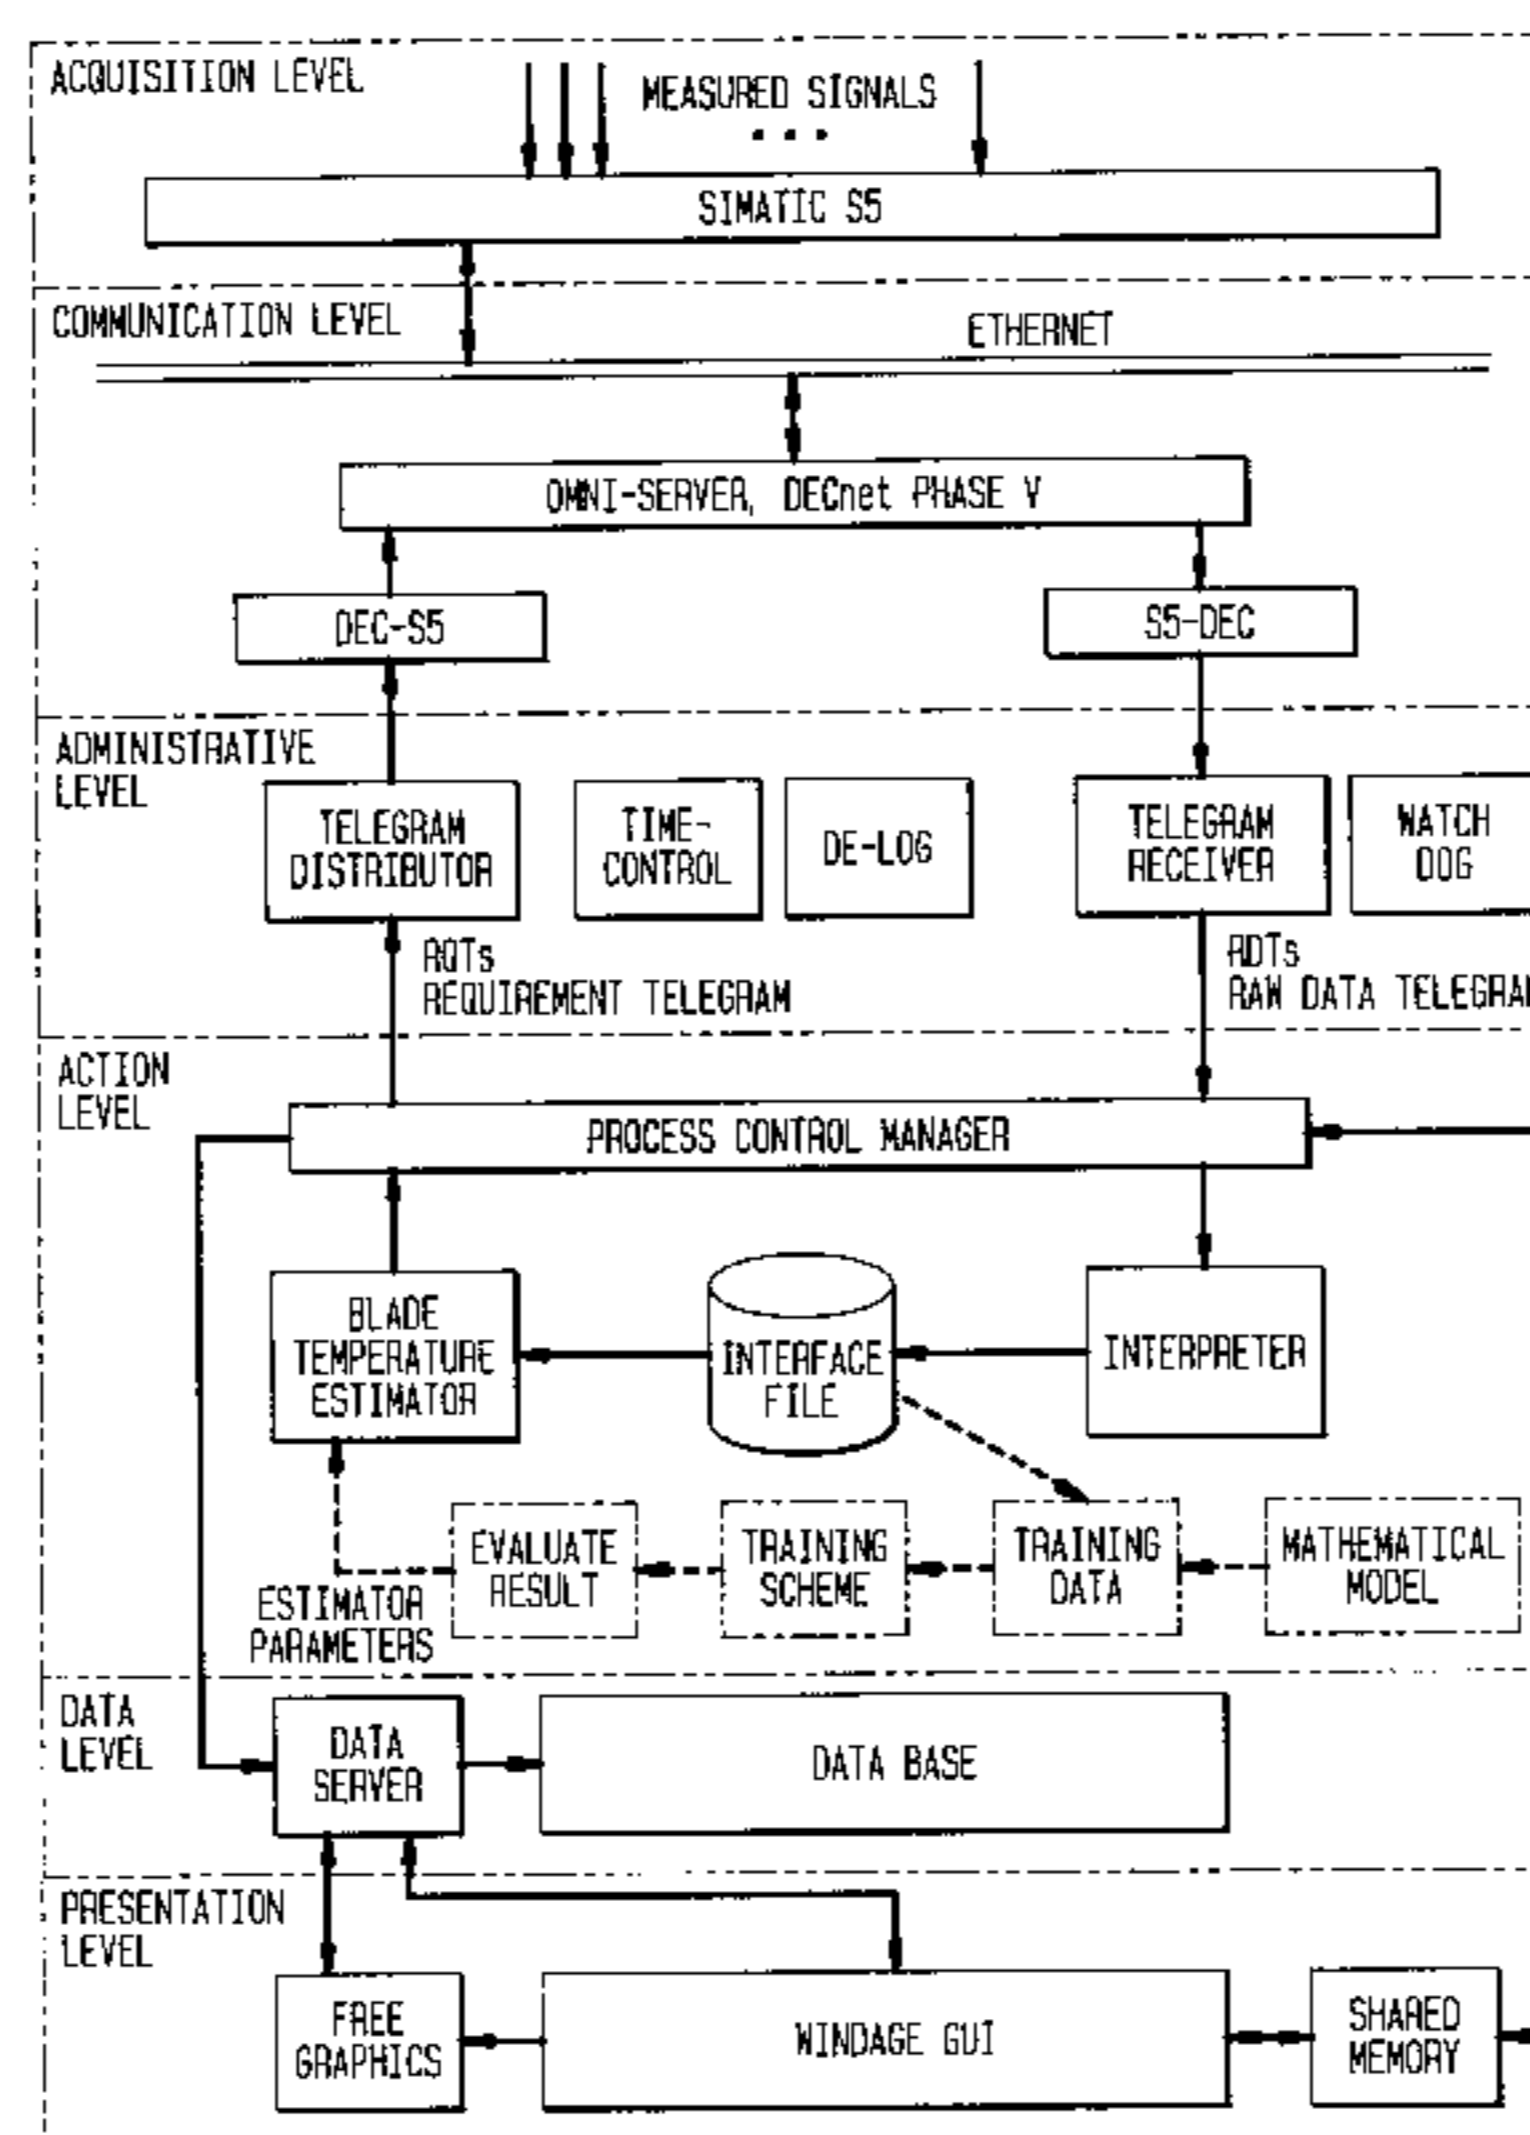 ACQUISITION LEVEL
MEASURED SIGNALS
...
SIMATIC S5
COMMUNICATION LEVEL
ETHERNET
OMNI-SERVER, DECnet PHASE V
DEC-S5
S5-DEC
ADMINISTRATIVE
LEVEL
TELEGRAM
DISTRIBUTOR
TIME-
CONTROL
DE-LOG
TELEGRAM
RECEIVER
WATCH
DOG
RQTs
REQUIREMENT TELEGRAM
RDTs
RAW DATA TELEGRA
ACTION
LEVEL
PROCESS CONTROL MANAGER
BLADE
TEMPERATURE
ESTIMATOR
INTERFACE
FILE
INTERPRETER
EVALUATE
RESULT
TRAINING
SCHEME
TRAINING
DATA
MATHEMATICAL
MODEL
ESTIMATOR
PARAMETERS
DATA
LEVEL
DATA
SERVER
DATA BASE
PRESENTATION
LEVEL
FREE
GRAPHICS
WINDAGE GUI
SHARED
MEMORY